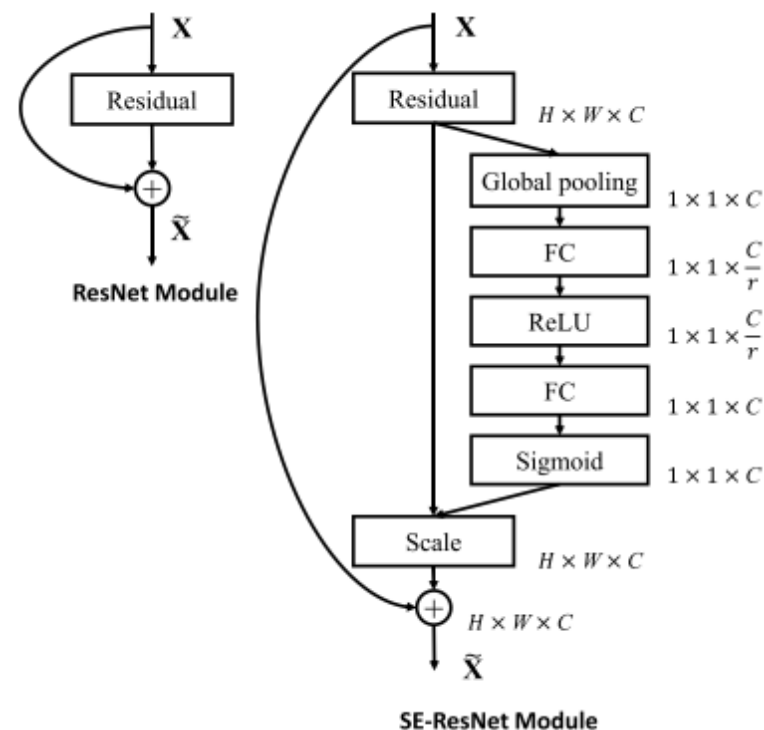 X
Residual
+
X̃
ResNet Module
X
Residual
H × W × C
Global pooling
1 × 1 × C
FC
1 × 1 × C/r
ReLU
1 × 1 × C/r
FC
1 × 1 × C
Sigmoid
1 × 1 × C
Scale
H × W × C
+
H × W × C
X̃
SE-ResNet Module